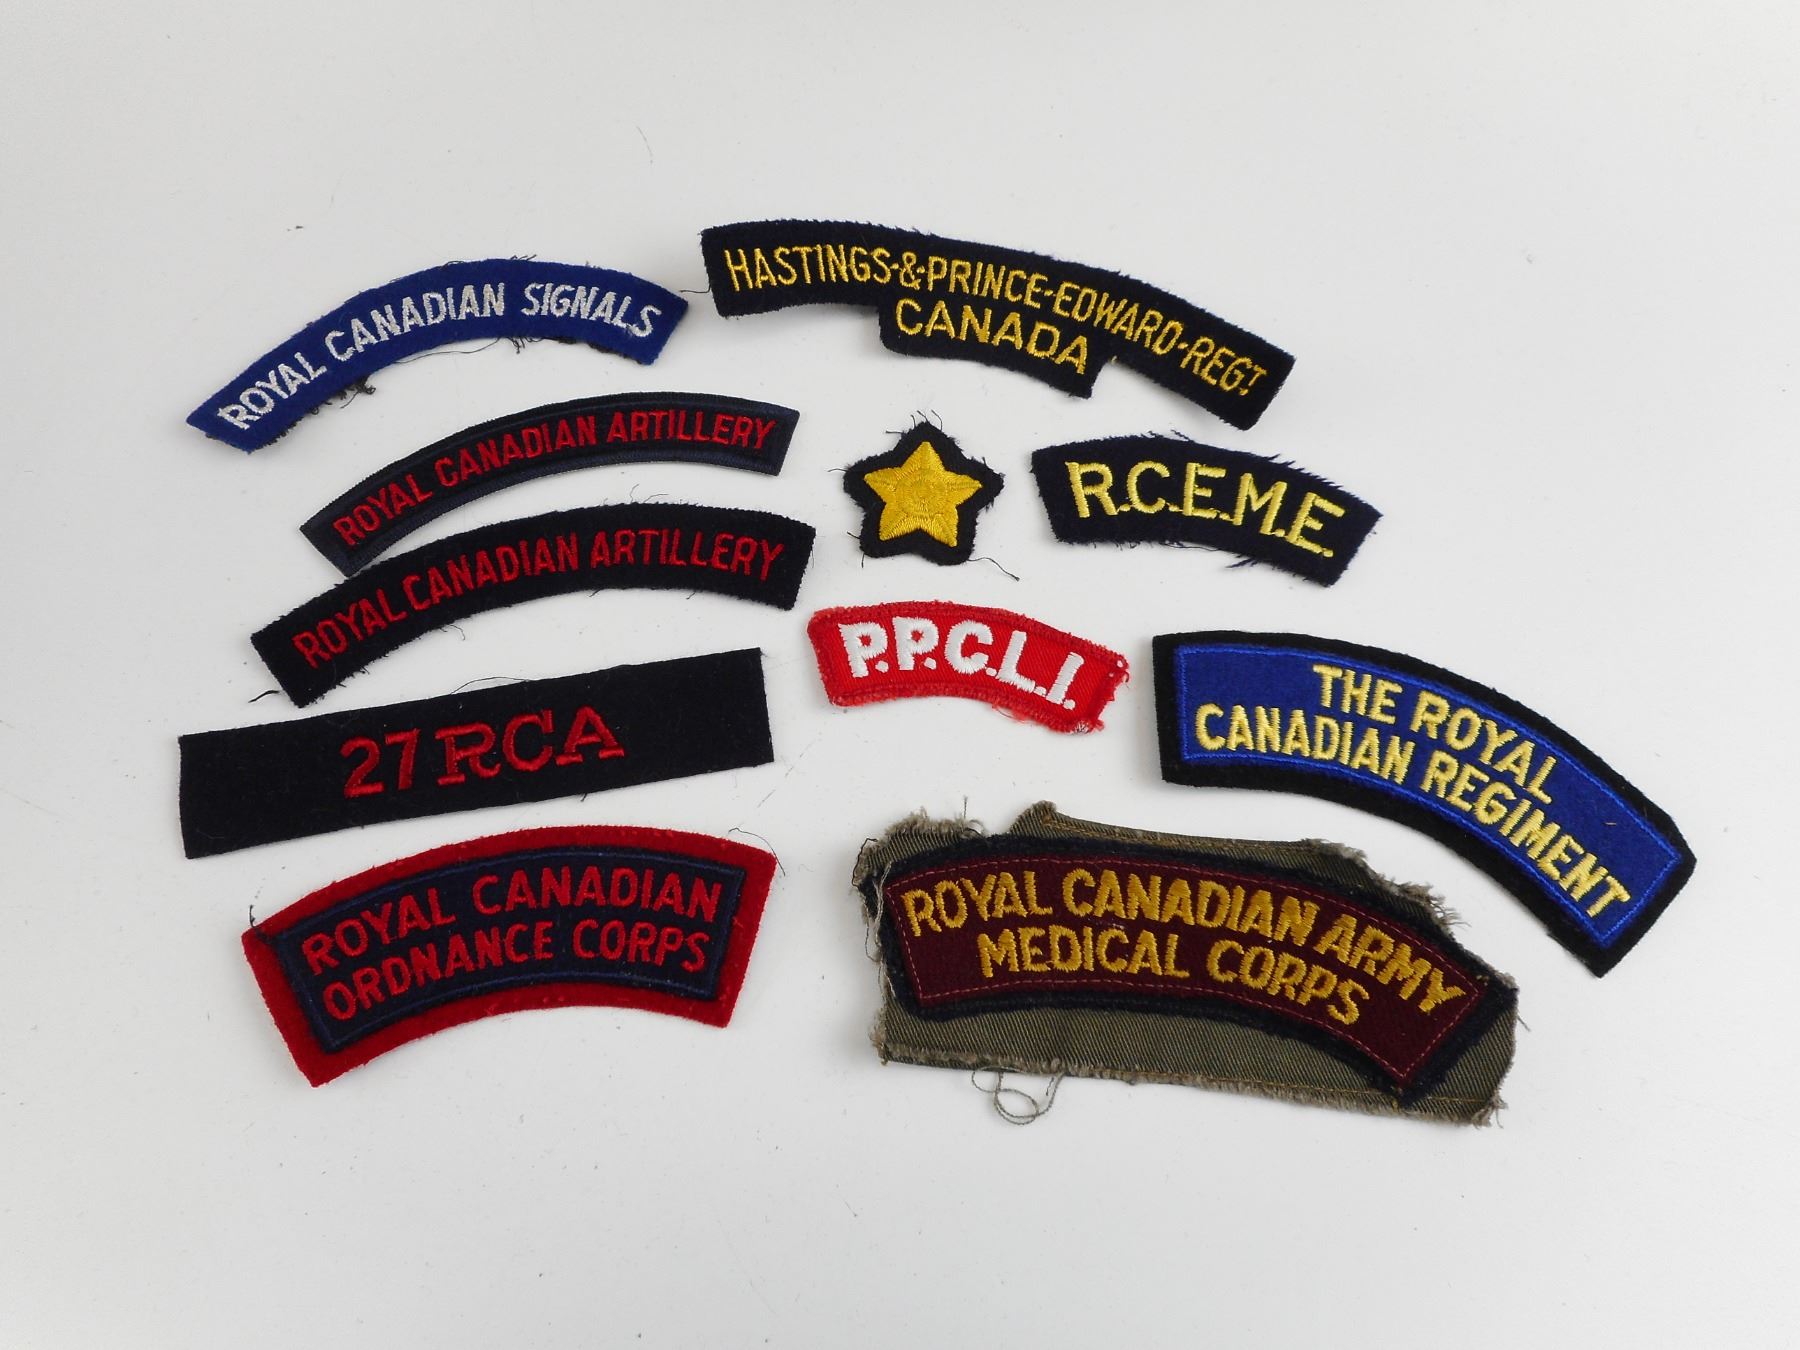 ROYAL CANADIAN SIGNALS
HASTINGS-&-PRINCE-EDWARD-REGT
CANADA
ROYAL CANADIAN ARTILLERY
R.C.E.M.E.
ROYAL CANADIAN ARTILLERY
P.P.C.L.I.
THE ROYAL
CANADIAN REGIMENT
27 RCA
ROYAL CANADIAN
ORDNANCE CORPS
ROYAL CANADIAN ARMY
MEDICAL CORPS